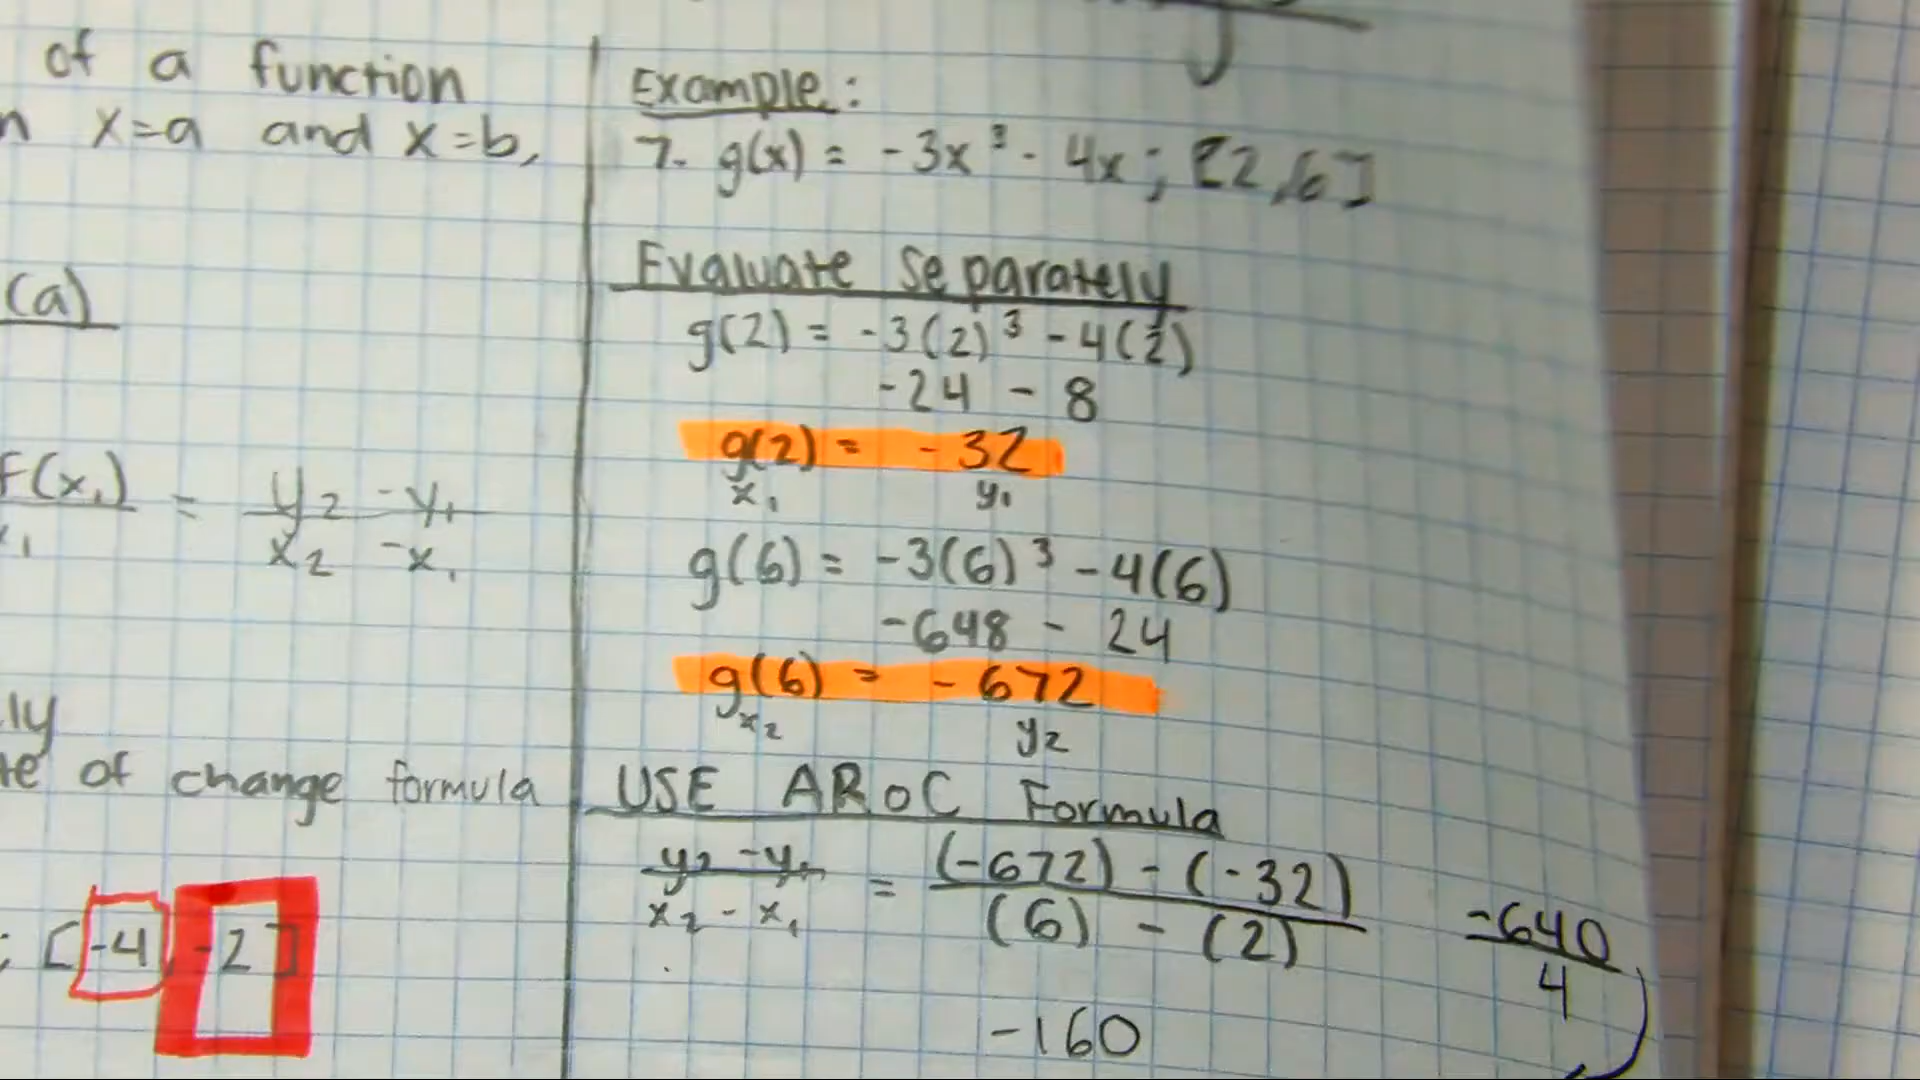 of a function
x=a and x=b,
(a)
F(x₁) = y₂ - y₁
x₂ - x₁
ly
te of change formula
; [-4, -2]
Example:
7. g(x) = -3x³ - 4x; [2,6]
Evaluate Separately
g(2) = -3(2)³ - 4(2)
-24 - 8
g(2) = -32
x₁ y₁
g(6) = -3(6)³ - 4(6)
-648 - 24
g(6) = -672
x₂ y₂
USE ARoC Formula
y₂ - y₁ = (-672) - (-32)
x₂ - x₁ (6) - (2)
-640
4
-160